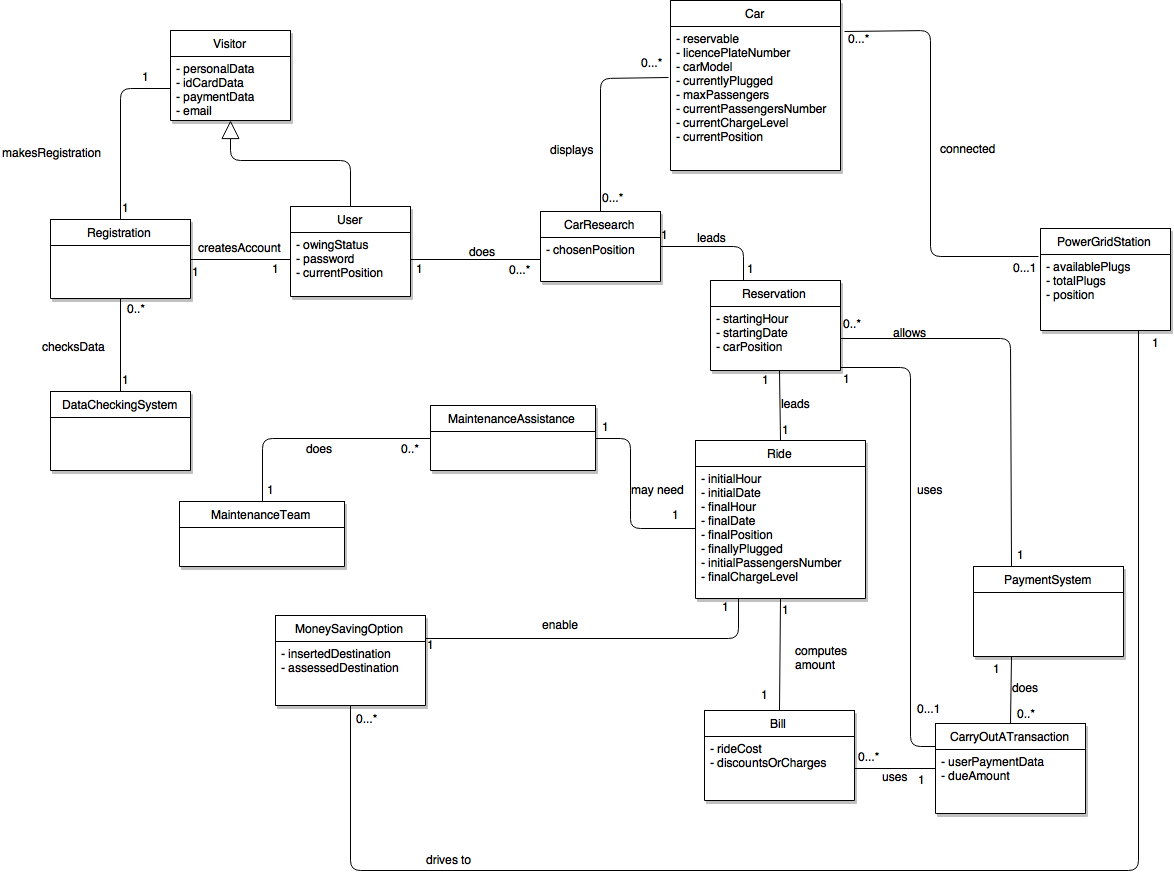 Car
- reservable
- licencePlateNumber
- carModel
- currentlyPlugged
- maxPassengers
- currentPassengersNumber
- currentChargeLevel
- currentPosition
0...*
0...*
Visitor
- personalData
- idCardData
- paymentData
- email
1
makesRegistration
displays
connected
1
0...*
Registration
User
- owingStatus
- password
- currentPosition
createsAccount
1
1
does
1
0...*
CarResearch
- chosenPosition
1
leads
1
PowerGridStation
- availablePlugs
- totalPlugs
- position
0...1
1
Reservation
- startingHour
- startingDate
- carPosition
0..*
allows
0..*
checksData
1
DataCheckingSystem
1
1
leads
1
MaintenanceAssistance
1
does
0..*
1
MaintenanceTeam
may need
1
Ride
- initialHour
- initialDate
- finalHour
- finalDate
- finalPosition
- finallyPlugged
- initialPassengersNumber
- finalChargeLevel
uses
1
PaymentSystem
1
1
MoneySavingOption
- insertedDestination
- assessedDestination
enable
1
0...*
computes
amount
1
1
does
0..*
0...1
Bill
- rideCost
- discountsOrCharges
0...*
uses
1
CarryOutATransaction
- userPaymentData
- dueAmount
drives to